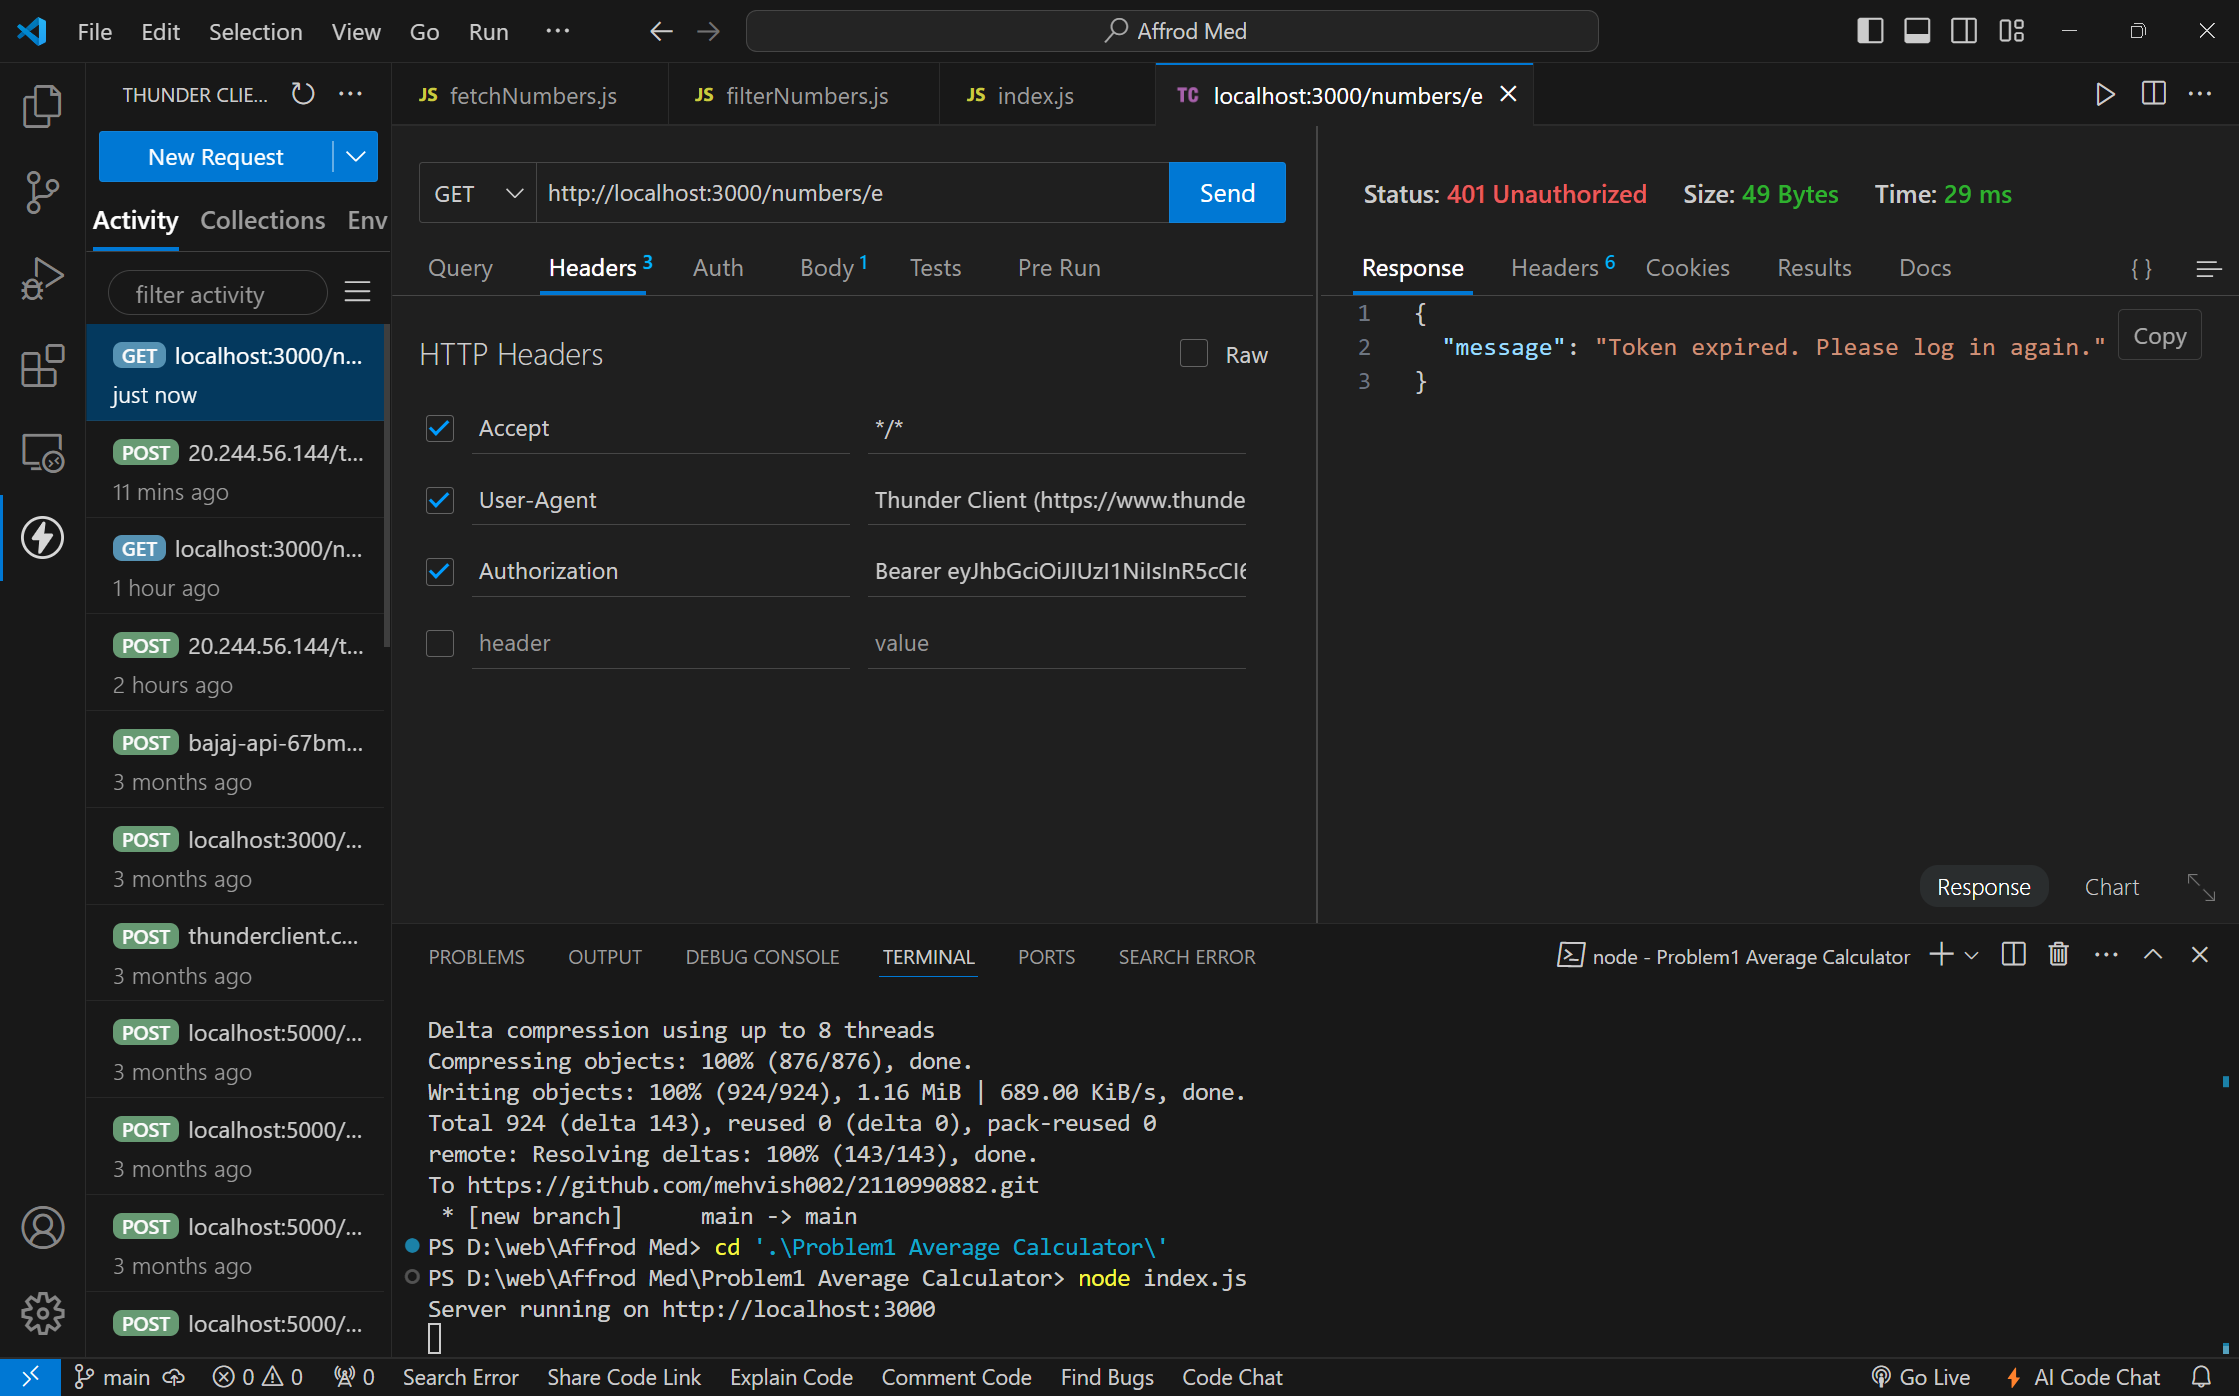 File Edit Selection View Go Run ··· Affrod Med
THUNDER CLIE... ···
New Request
Activity Collections Env
filter activity
GET localhost:3000/n...
just now
POST 20.244.56.144/t...
11 mins ago
GET localhost:3000/n...
1 hour ago
POST 20.244.56.144/t...
2 hours ago
POST bajaj-api-67bm...
3 months ago
POST localhost:3000/...
3 months ago
POST thunderclient.c...
3 months ago
POST localhost:5000/...
3 months ago
POST localhost:5000/...
3 months ago
POST localhost:5000/...
3 months ago
POST localhost:5000/...
JS fetchNumbers.js JS filterNumbers.js JS index.js TC localhost:3000/numbers/e
GET http://localhost:3000/numbers/e Send
Query Headers 3 Auth Body 1 Tests Pre Run
HTTP Headers Raw
Accept */*
User-Agent Thunder Client (https://www.thunde
Authorization Bearer eyJhbGciOiJIUzI1NiIsInR5cCI6
header value
Status: 401 Unauthorized Size: 49 Bytes Time: 29 ms
Response Headers 6 Cookies Results Docs { }
1 {
2 "message": "Token expired. Please log in again."
3 }
Copy
Response Chart
PROBLEMS OUTPUT DEBUG CONSOLE TERMINAL PORTS SEARCH ERROR node - Problem1 Average Calculator
Delta compression using up to 8 threads
Compressing objects: 100% (876/876), done.
Writing objects: 100% (924/924), 1.16 MiB | 689.00 KiB/s, done.
Total 924 (delta 143), reused 0 (delta 0), pack-reused 0
remote: Resolving deltas: 100% (143/143), done.
To https://github.com/mehvish002/2110990882.git
* [new branch] main -> main
PS D:\web\Affrod Med> cd '.\Problem1 Average Calculator\'
PS D:\web\Affrod Med\Problem1 Average Calculator> node index.js
Server running on http://localhost:3000
main 0 0 0 Search Error Share Code Link Explain Code Comment Code Find Bugs Code Chat Go Live AI Code Chat